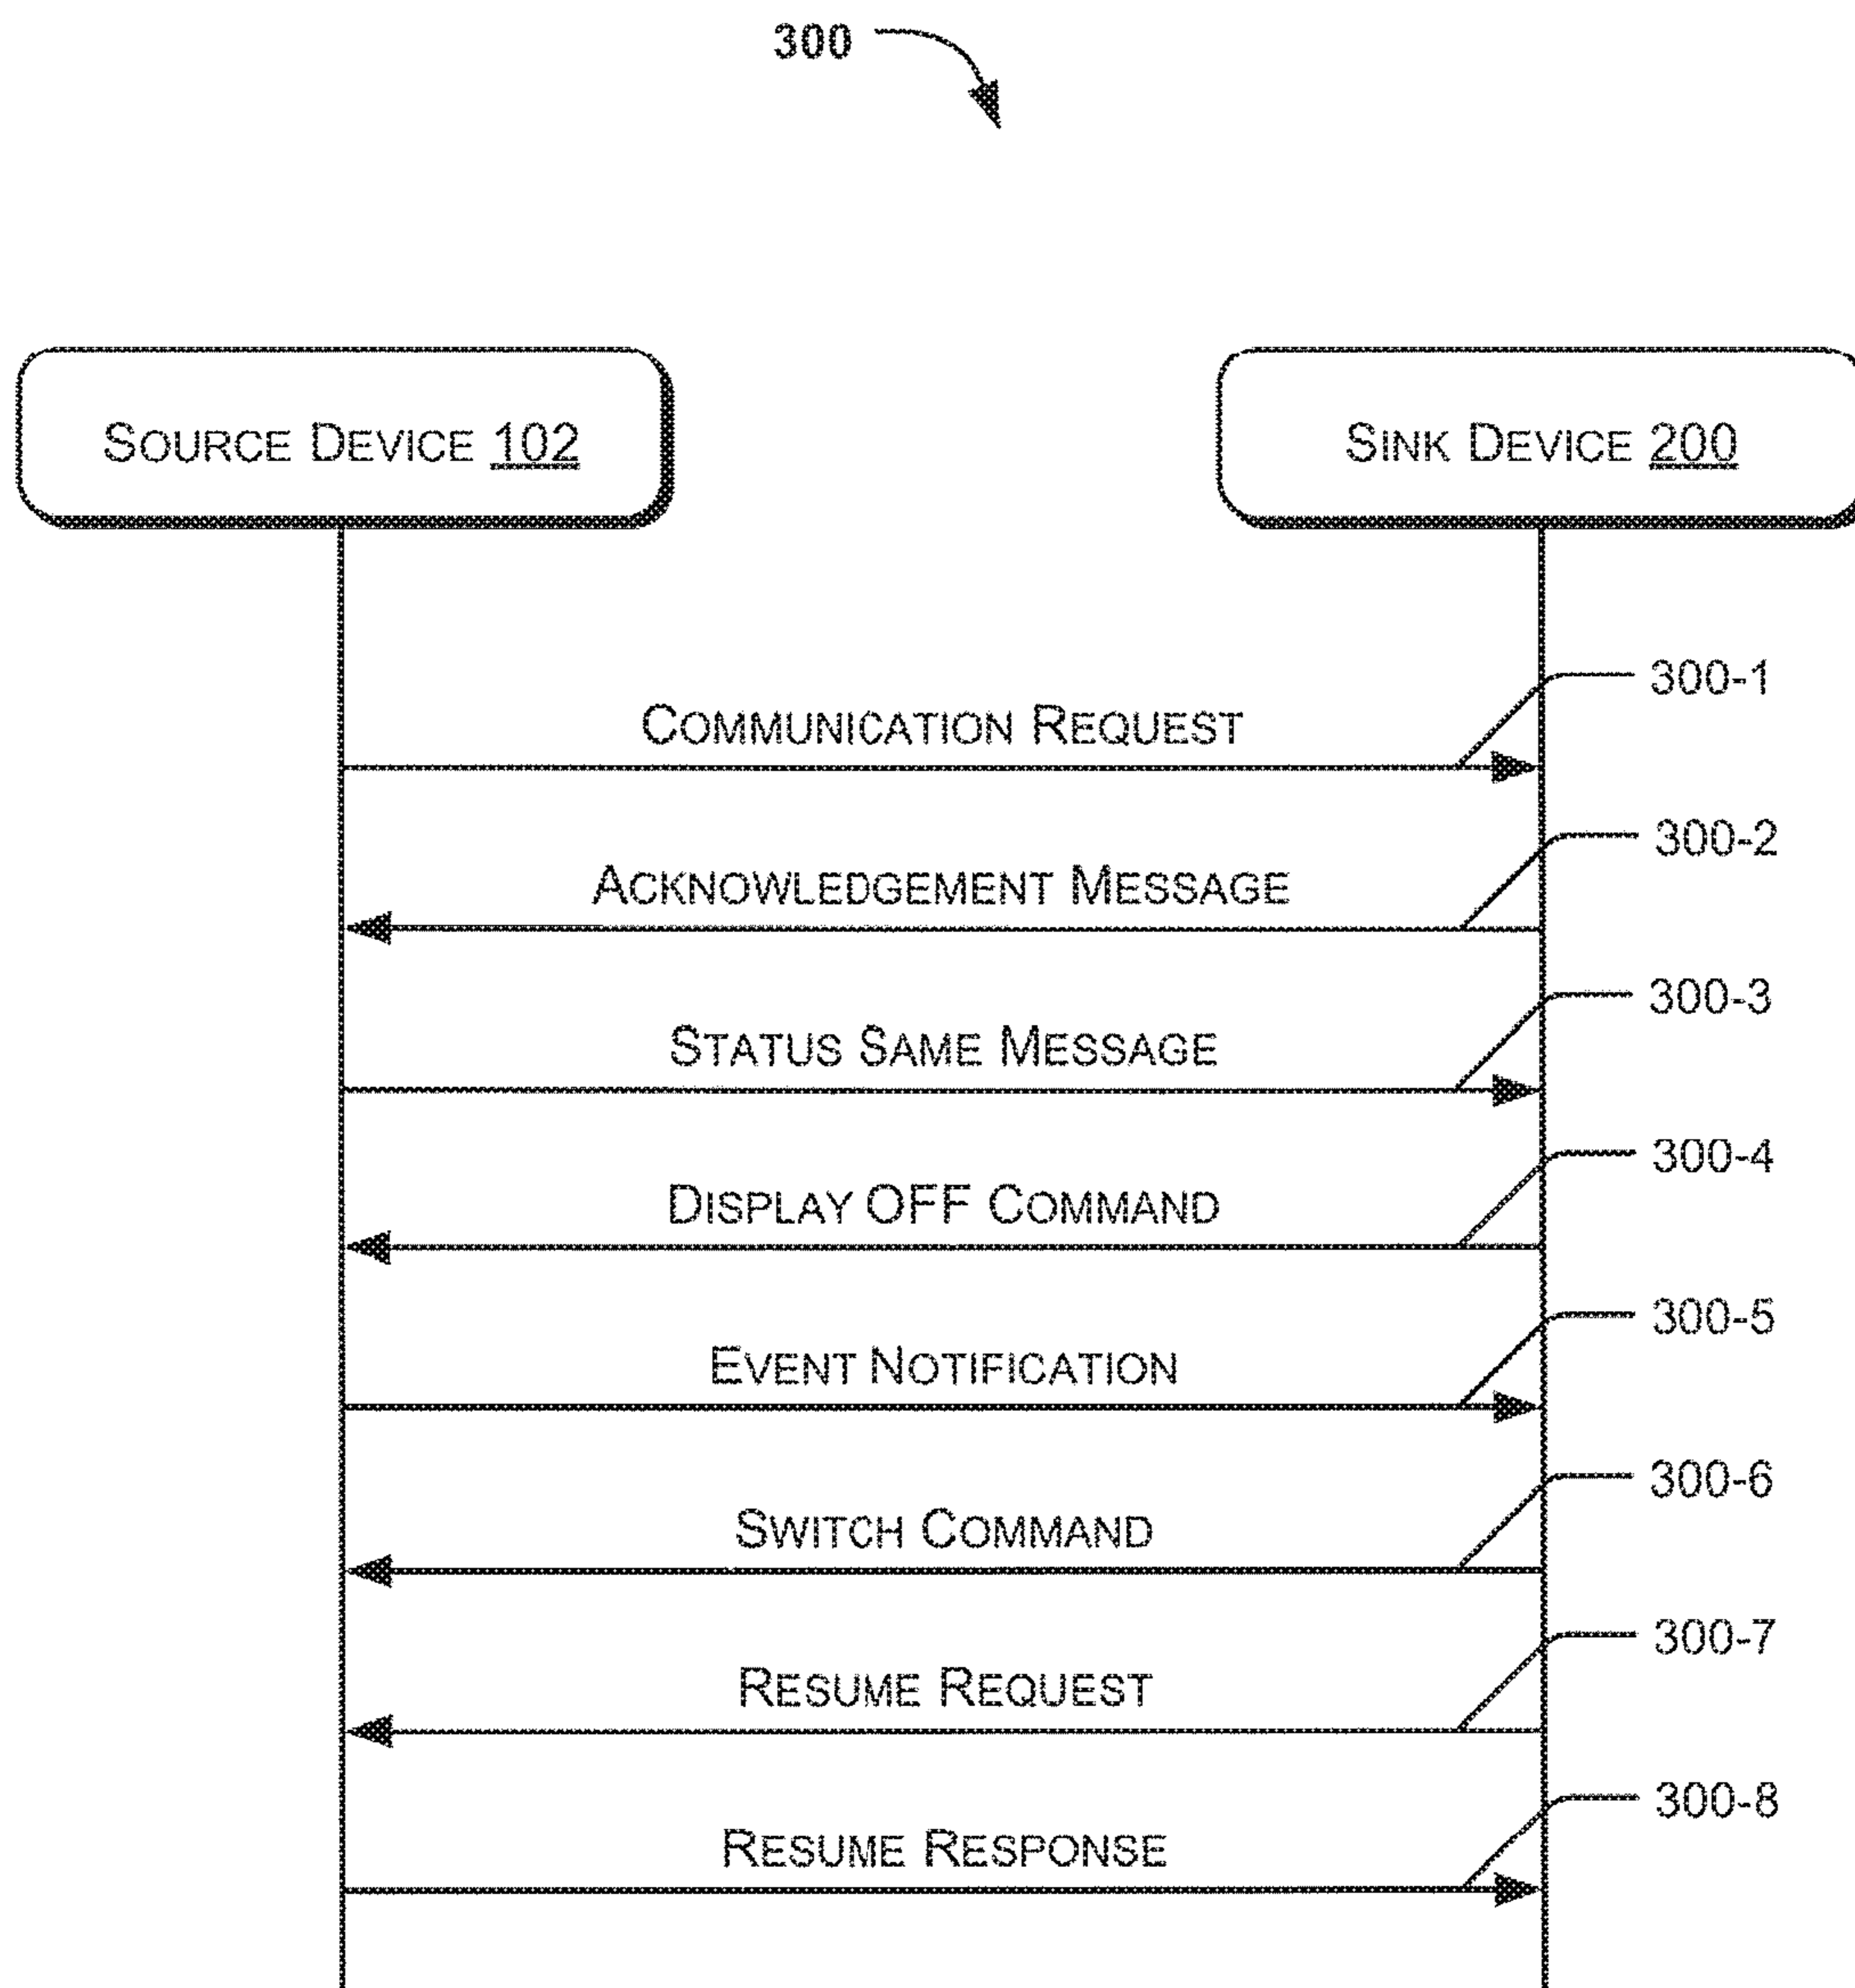 300
SOURCE DEVICE 102
SINK DEVICE 200
300-1
COMMUNICATION REQUEST
300-2
ACKNOWLEDGEMENT MESSAGE
300-3
STATUS SAME MESSAGE
300-4
DISPLAY OFF COMMAND
300-5
EVENT NOTIFICATION
300-6
SWITCH COMMAND
300-7
RESUME REQUEST
300-8
RESUME RESPONSE